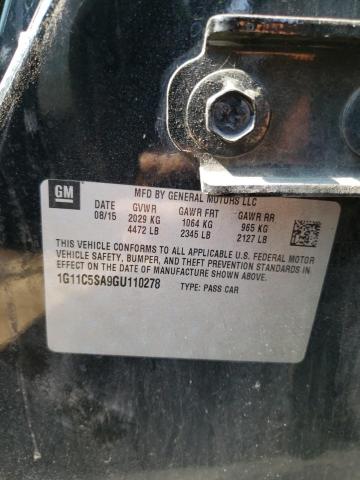 GM
MFD BY GENERAL MOTORS LLC
DATE GVWR GAWR FRT GAWR RR
08/15 2029 KG 1064 KG 965 KG
4472 LB 2345 LB 2127 LB
THIS VEHICLE CONFORMS TO ALL APPLICABLE U.S. FEDERAL MOTOR
VEHICLE SAFETY, BUMPER, AND THEFT PREVENTION STANDARDS IN
EFFECT ON THE DATE OF MANUFACTURE SHOWN ABOVE.
1G11C5SA9GU110278 TYPE: PASS CAR